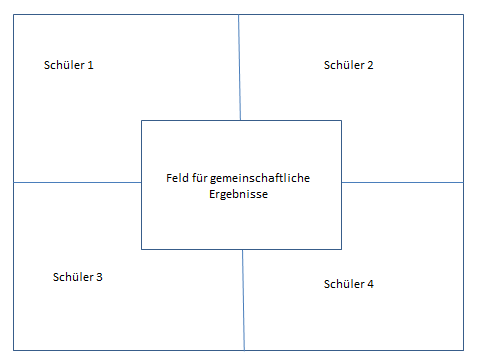 Schüler 1
Schüler 2
Feld für gemeinschaftliche
Ergebnisse
Schüler 3
Schüler 4